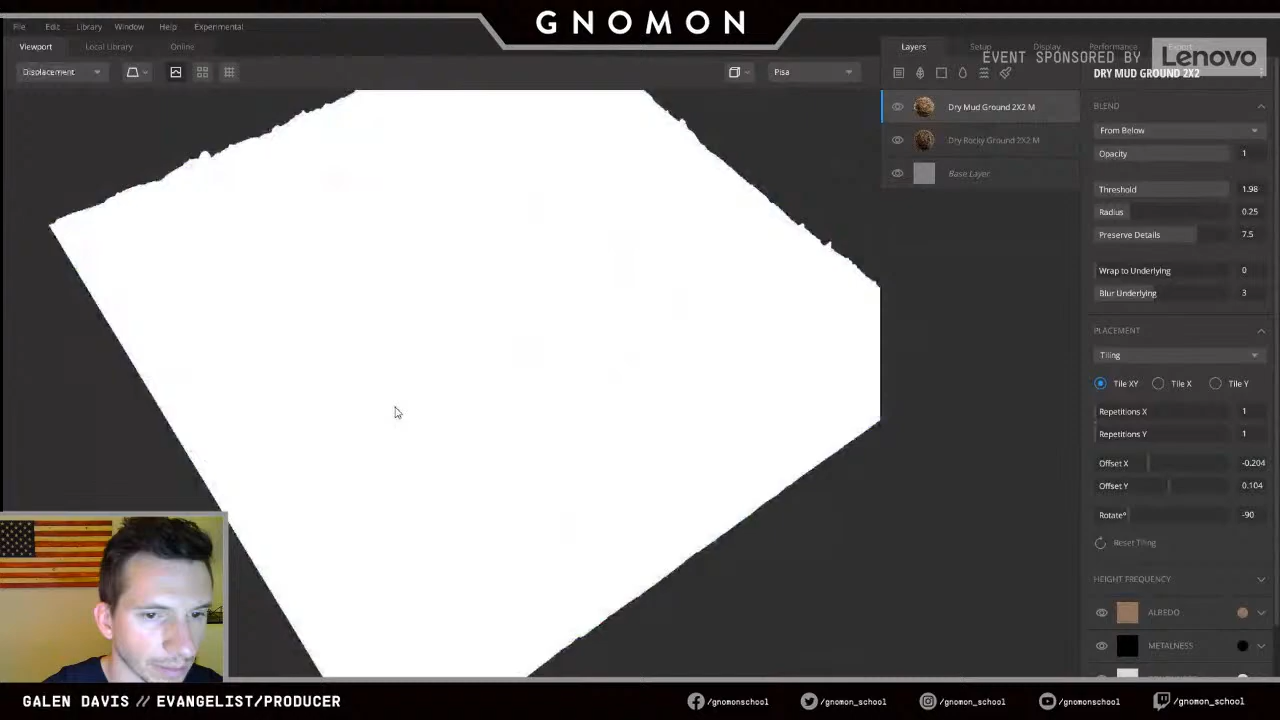 GNOMON
File Edit Library Window Help Experimental
Viewport Local Library Online
Layers Setup Display Performance Export
EVENT SPONSORED BY Lenovo
Displacement
Pisa
DRY MUD GROUND 2X2
Dry Mud Ground 2X2 M
Dry Rocky Ground 2X2 M
Base Layer
BLEND
From Below
Opacity 1
Threshold 1.98
Radius 0.25
Preserve Details 7.5
Wrap to Underlying 0
Blur Underlying 3
PLACEMENT
Tiling
Tile XY Tile X Tile Y
Repetitions X 1
Repetitions Y 1
Offset X -0.204
Offset Y 0.104
Rotate° -90
Reset Tiling
HEIGHT FREQUENCY
ALBEDO
METALNESS
GALEN DAVIS // EVANGELIST/PRODUCER
/gnomonschool /gnomon_school /gnomon_school /gnomonschool /gnomon_school